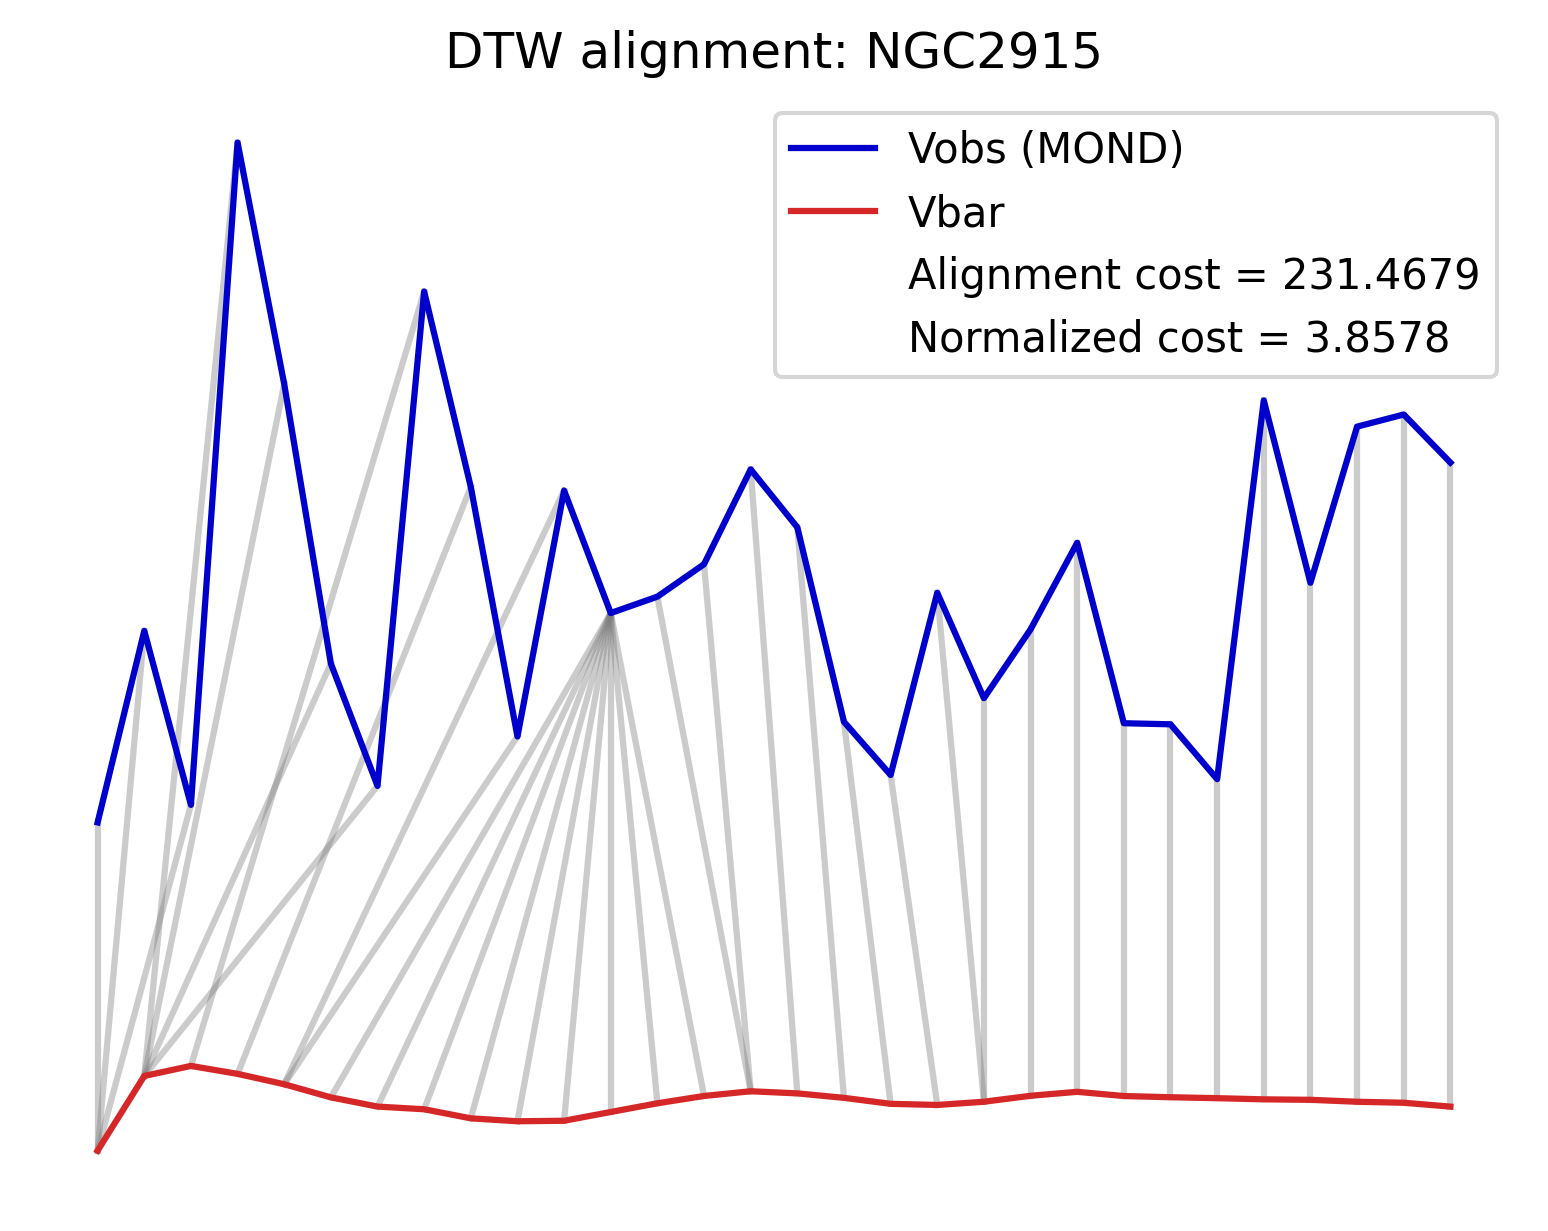 DTW alignment: NGC2915
Vobs (MOND)
Vbar
Alignment cost = 231.4679
Normalized cost = 3.8578